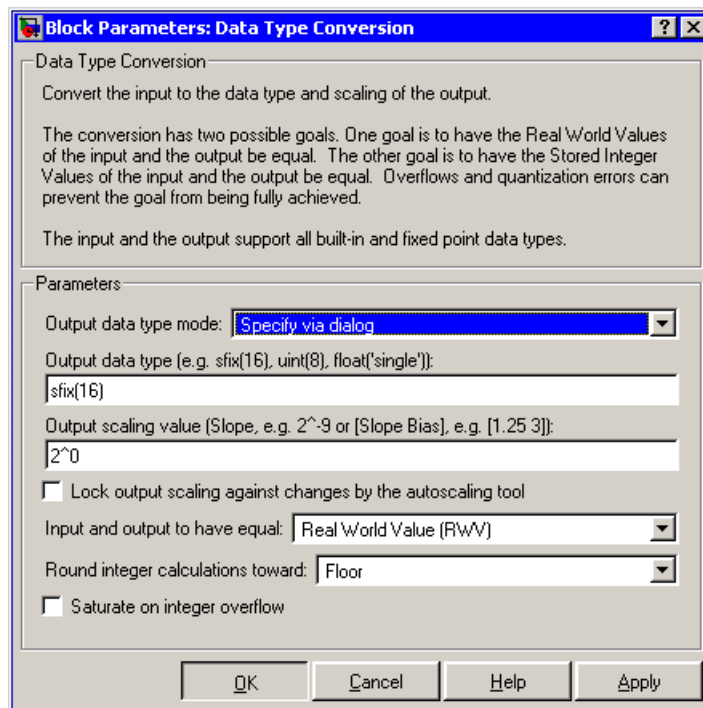 Block Parameters: Data Type Conversion
Data Type Conversion
Convert the input to the data type and scaling of the output.
The conversion has two possible goals. One goal is to have the Real World Values
of the input and the output be equal.  The other goal is to have the Stored Integer
Values of the input and the output be equal.  Overflows and quantization errors can
prevent the goal from being fully achieved.
The input and the output support all built-in and fixed point data types.
Parameters
Output data type mode: Specify via dialog
Output data type (e.g. sfix(16), uint(8), float('single')):
sfix(16)
Output scaling value (Slope, e.g. 2^-9 or [Slope Bias], e.g. [1.25 3]):
2^0
Lock output scaling against changes by the autoscaling tool
Input and output to have equal: Real World Value (RWV)
Round integer calculations toward: Floor
Saturate on integer overflow
OK Cancel Help Apply